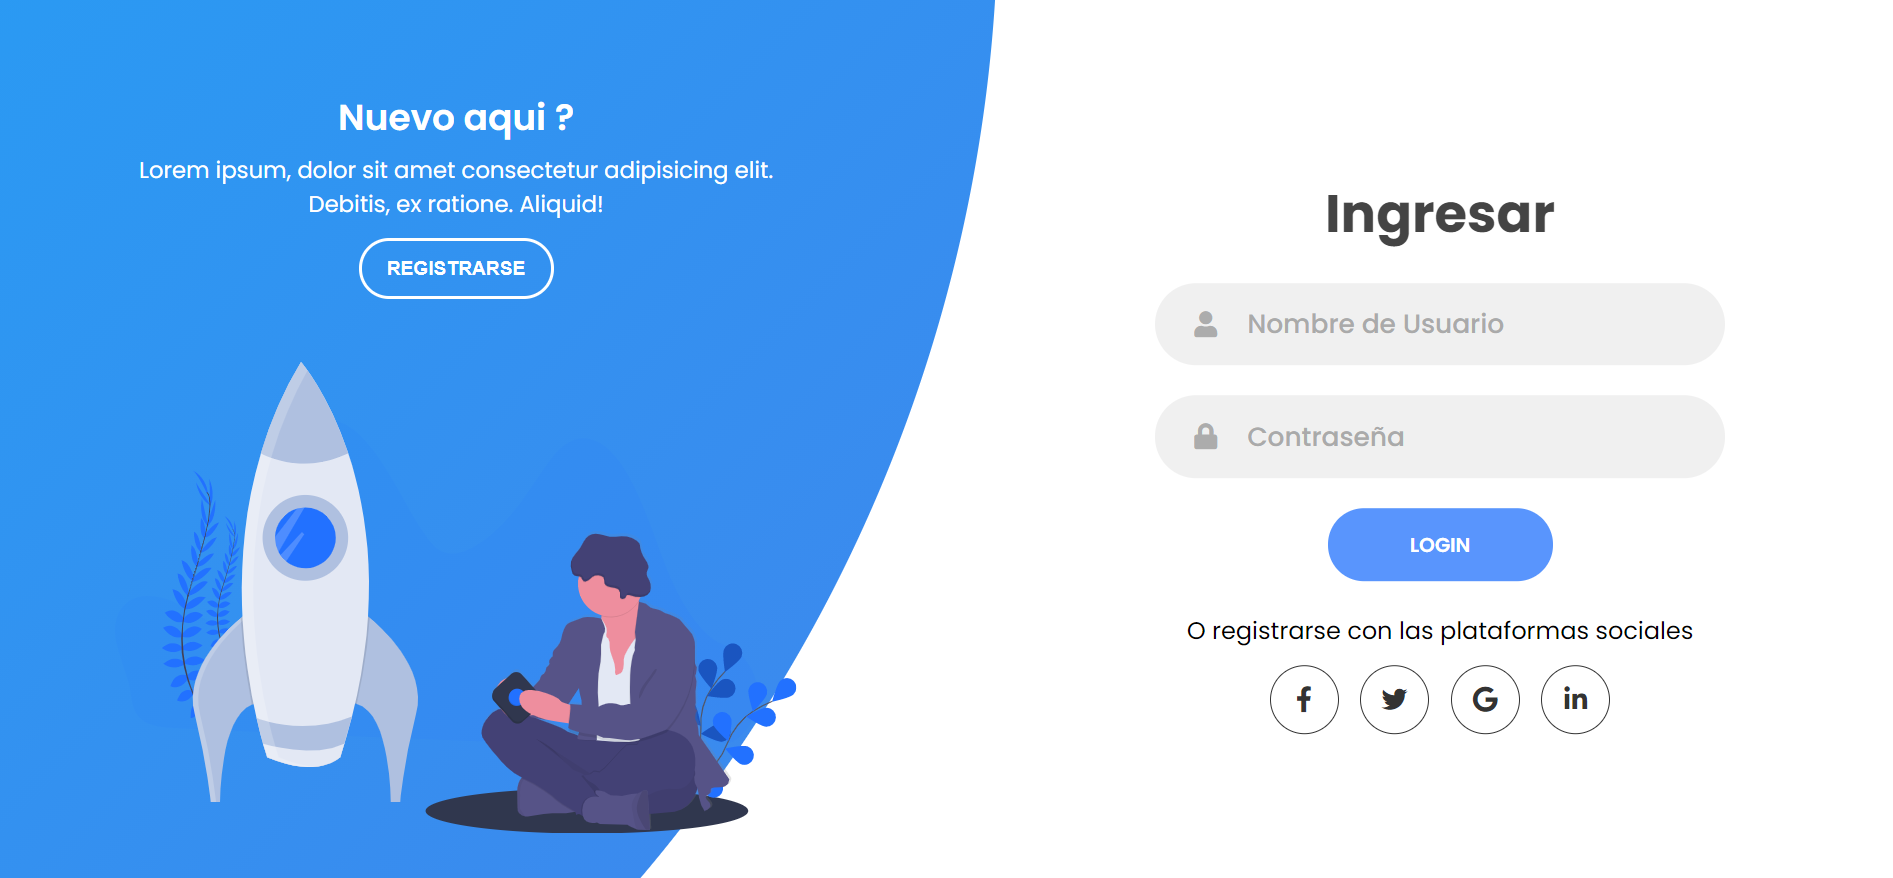 Nuevo aqui ?
Lorem ipsum, dolor sit amet consectetur adipisicing elit.
Debitis, ex ratione. Aliquid!
REGISTRARSE
Ingresar
Nombre de Usuario
Contraseña
LOGIN
O registrarse con las plataformas sociales